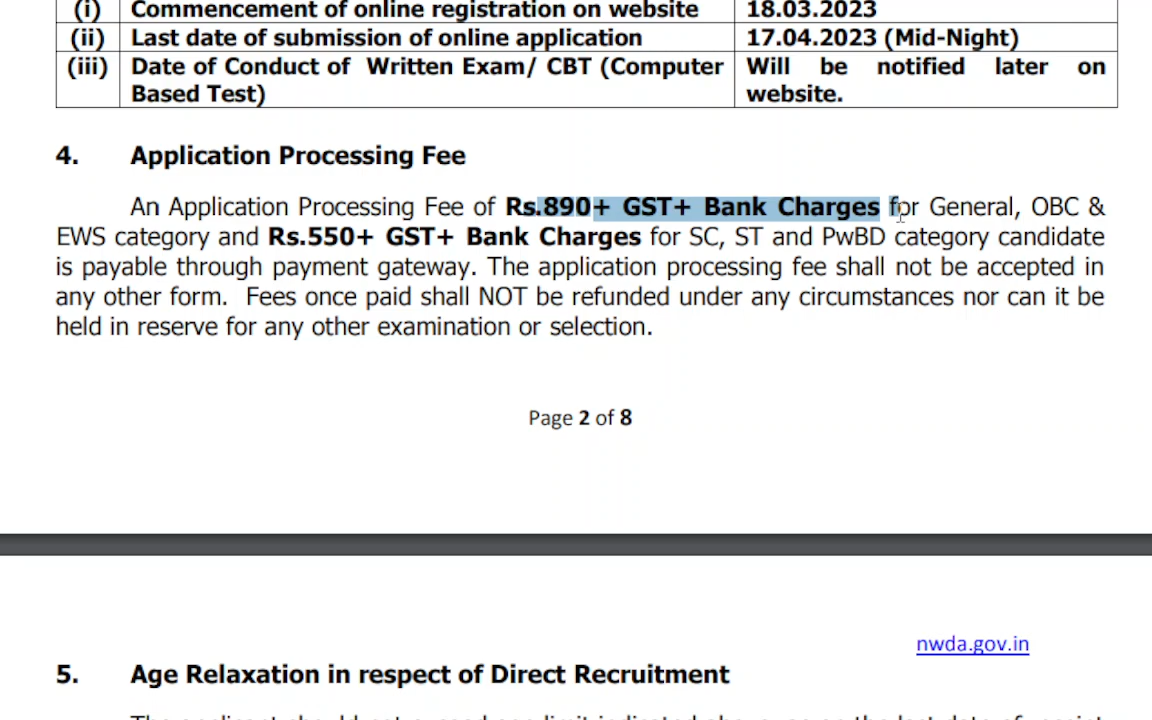 (i) Commencement of online registration on website 18.03.2023
(ii) Last date of submission of online application 17.04.2023 (Mid-Night)
(iii) Date of Conduct of Written Exam/ CBT (Computer Will be notified later on
Based Test) website.
4. Application Processing Fee
An Application Processing Fee of Rs.890+ GST+ Bank Charges for General, OBC &
EWS category and Rs.550+ GST+ Bank Charges for SC, ST and PwBD category candidate
is payable through payment gateway. The application processing fee shall not be accepted in
any other form. Fees once paid shall NOT be refunded under any circumstances nor can it be
held in reserve for any other examination or selection.
Page 2 of 8
nwda.gov.in
5. Age Relaxation in respect of Direct Recruitment